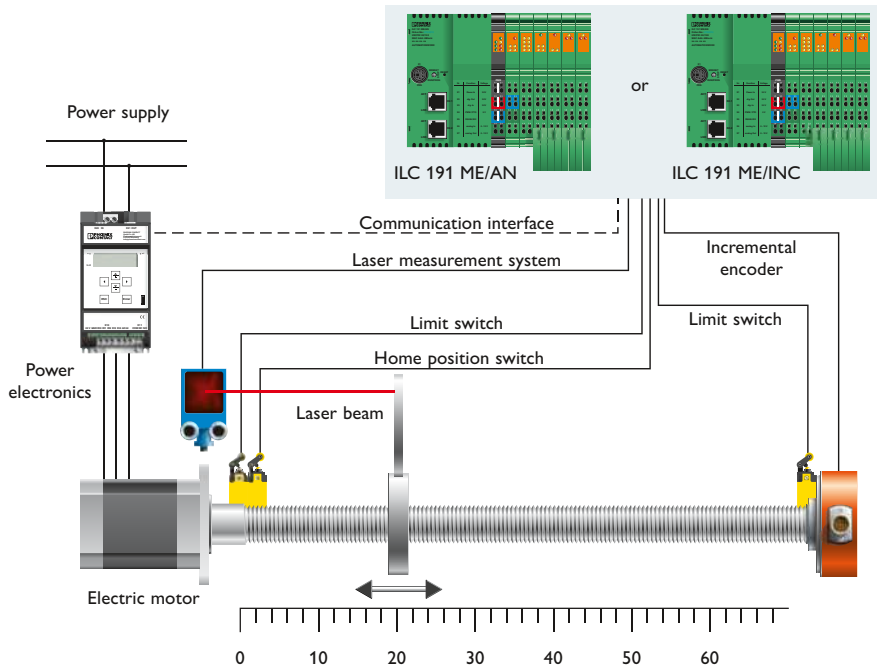 or
ILC 191 ME/AN
ILC 191 ME/INC
Power supply
Communication interface
Laser measurement system
Incremental
encoder
Limit switch
Limit switch
Home position switch
Power
electronics
Laser beam
Electric motor
0 10 20 30 40 50 60